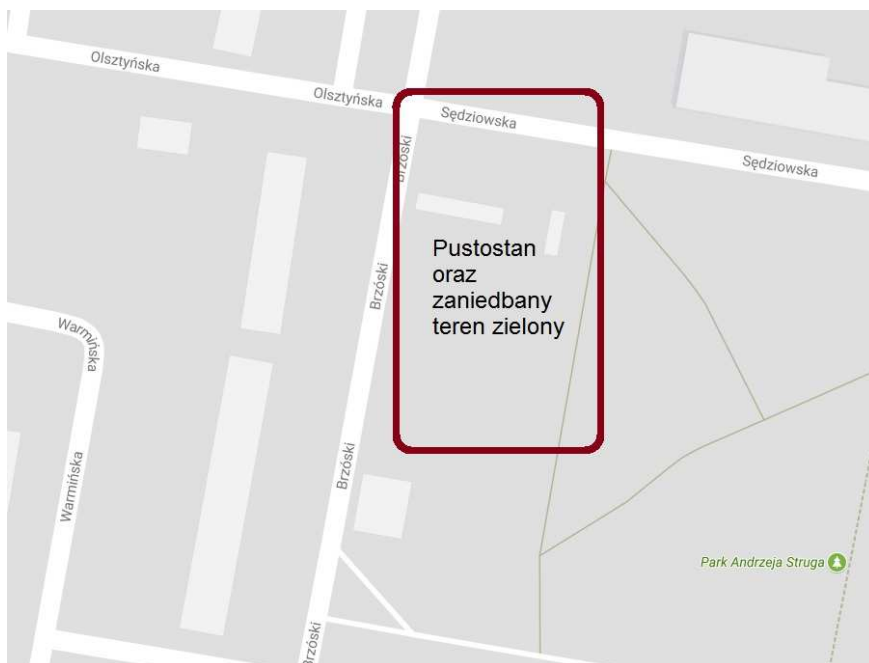 Olsztyńska
Olsztyńska
Sędziowska
Sędziowska
Brzóski
Pustostan
oraz
zaniedbany
teren zielony
Brzóski
Warmińska
Brzóski
Warmińska
Park Andrzeja Struga
Brzóski